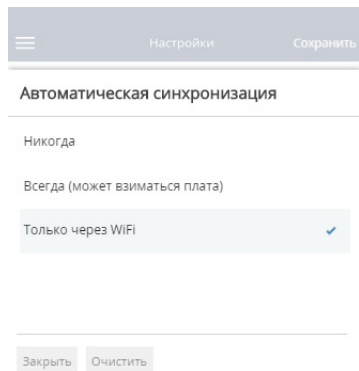 Настройки Сохранить
Автоматическая синхронизация
Никогда
Всегда (может взиматься плата)
Только через WiFi
Закрыть Очистить